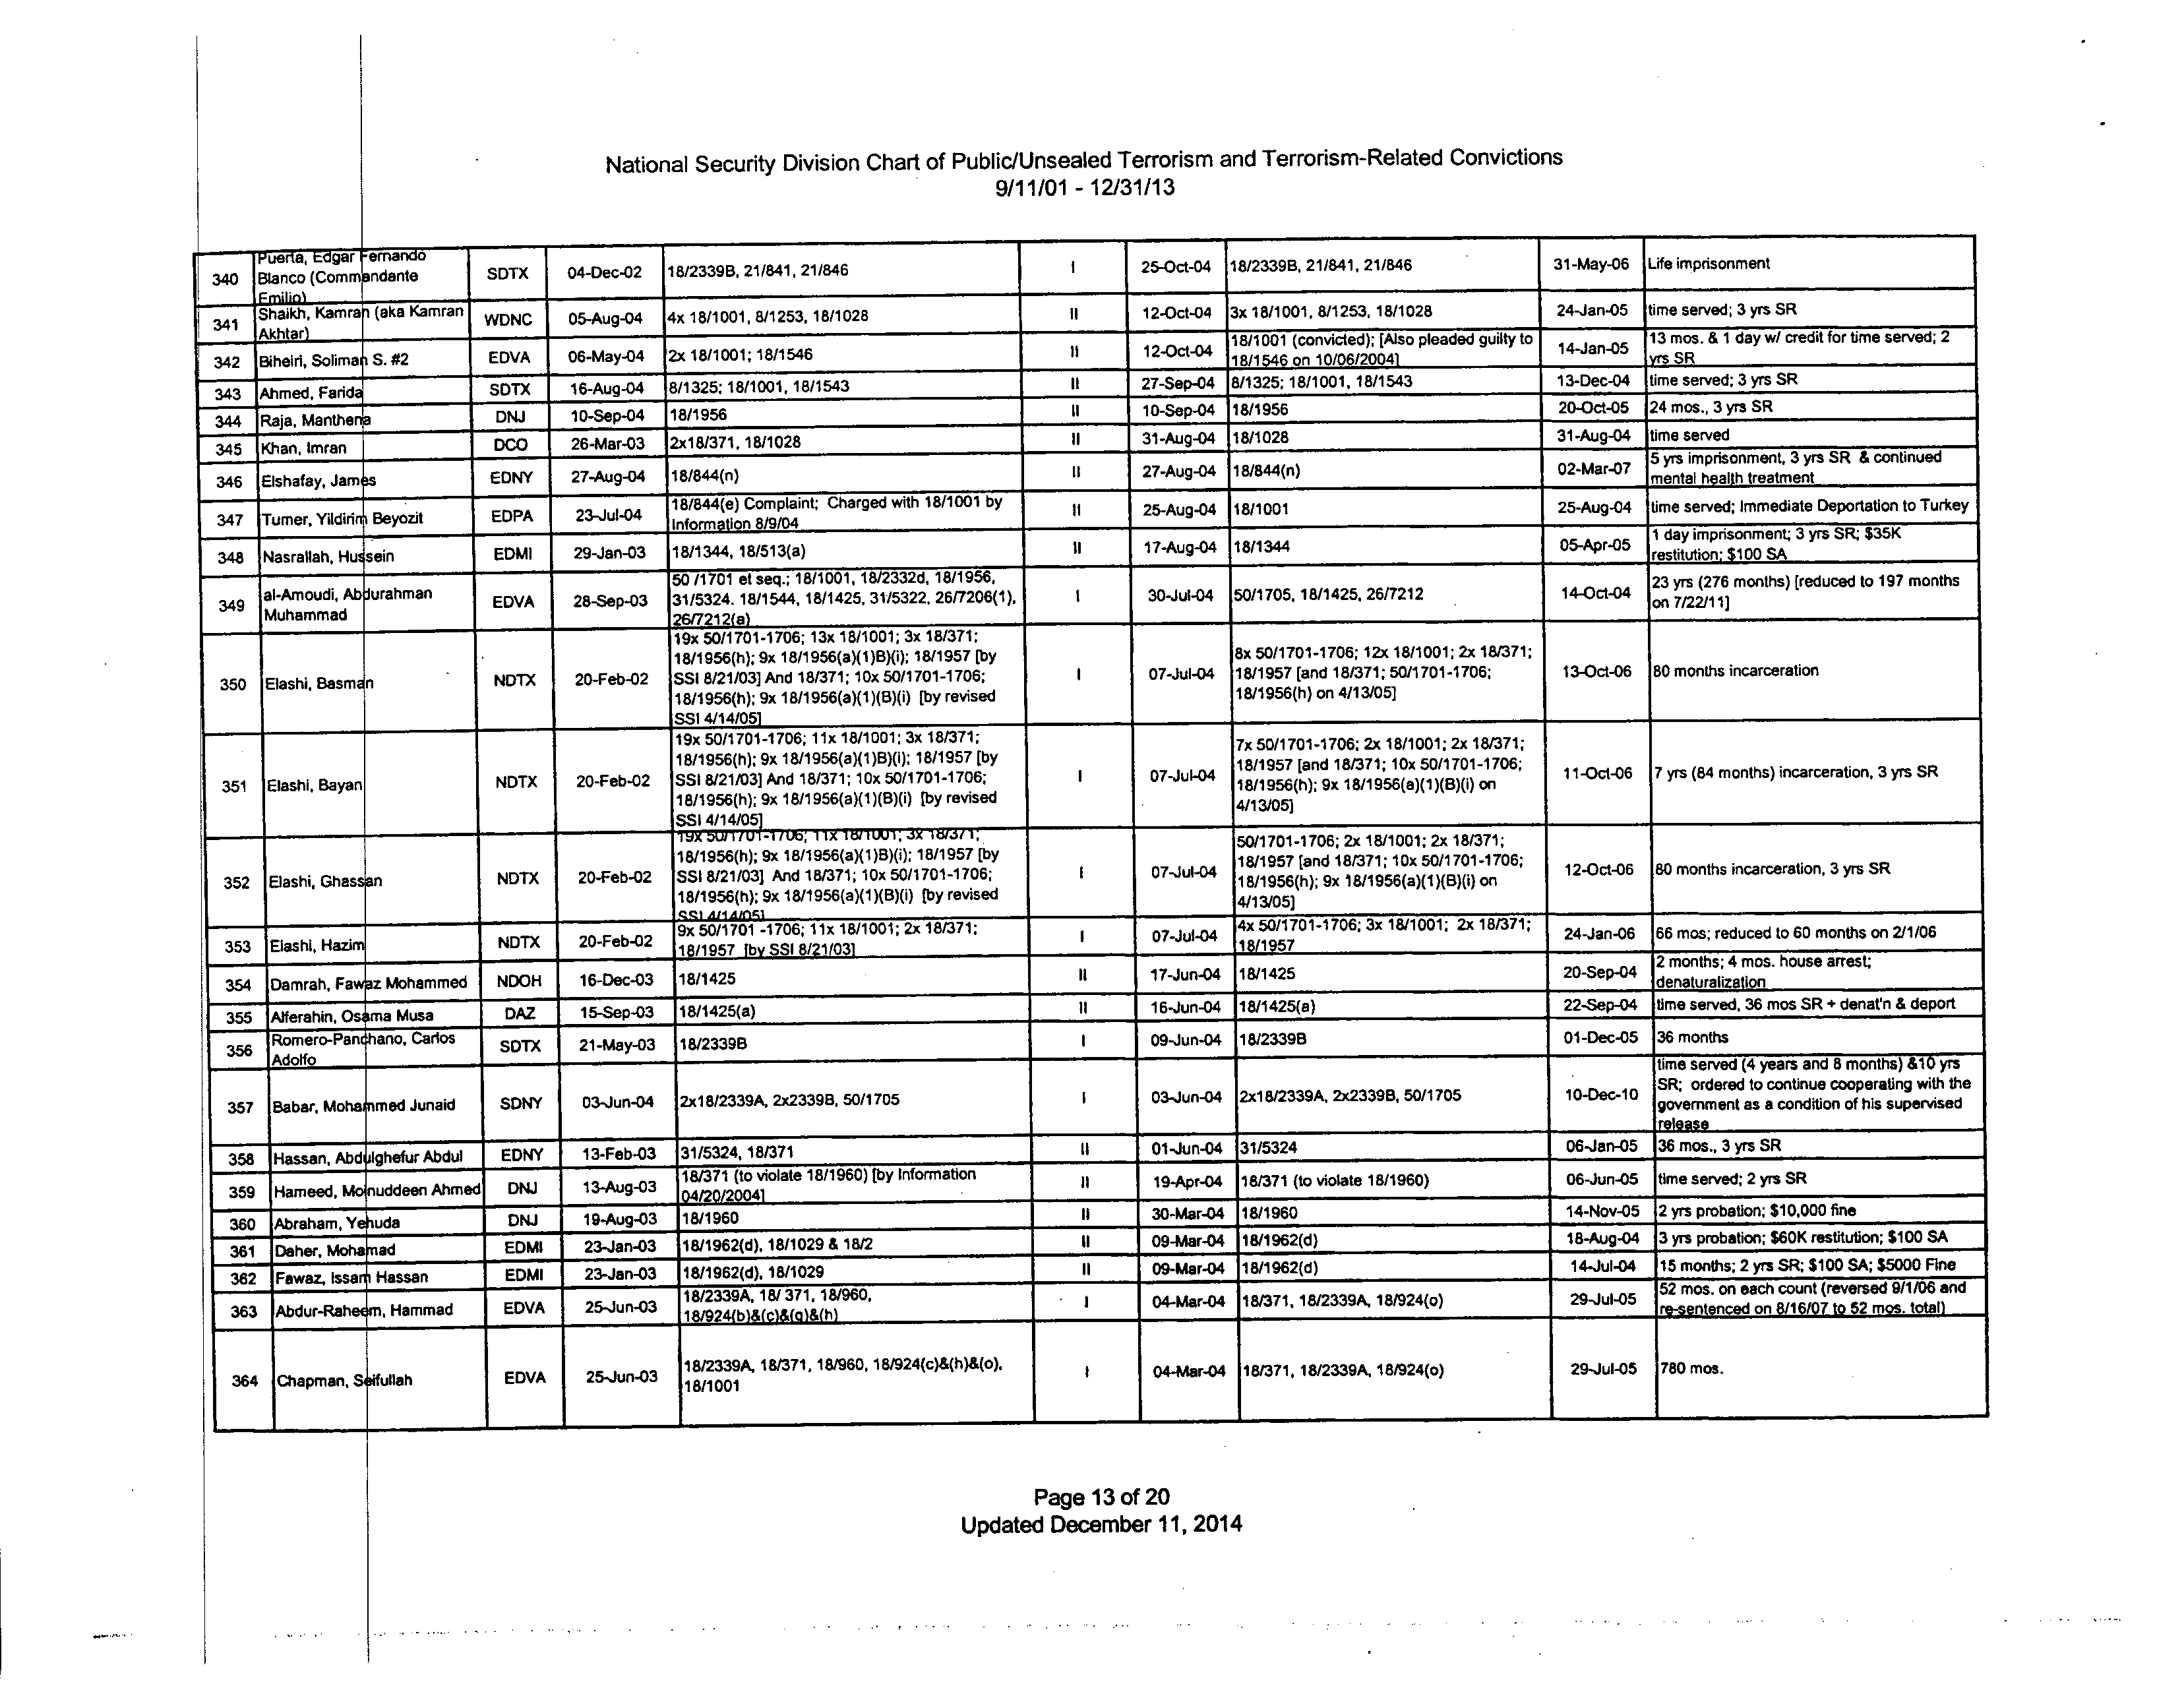 National Security Division Chart of Public/Unsealed Terrorism and Terrorism-Related Convictions
9/11/01 - 12/31/13
340 Puerta, Edgar Fernando Blanco (Commandante Emilio) SDTX 04-Dec-02 18/2339B, 21/841, 21/846 I 25-Oct-04 18/2339B, 21/841, 21/846 31-May-06 Life imprisonment
341 Shaikh, Kamran (aka Kamran Akhtar) WDNC 05-Aug-04 4x 18/1001, 8/1253, 18/1028 II 12-Oct-04 3x 18/1001, 8/1253, 18/1028 24-Jan-05 time served; 3 yrs SR
342 Biheiri, Soliman S. #2 EDVA 06-May-04 2x 18/1001; 18/1546 II 12-Oct-04 18/1001 (convicted); [Also pleaded guilty to 18/1546 on 10/06/2004] 14-Jan-05 13 mos. & 1 day w/ credit for time served; 2 yrs SR
343 Ahmed, Farida SDTX 16-Aug-04 8/1325; 18/1001, 18/1543 II 27-Sep-04 8/1325; 18/1001, 18/1543 13-Dec-04 time served; 3 yrs SR
344 Raja, Manthena DNJ 10-Sep-04 18/1956 II 10-Sep-04 18/1956 20-Oct-05 24 mos., 3 yrs SR
345 Khan, Imran DCO 26-Mar-03 2x18/371, 18/1028 II 31-Aug-04 18/1028 31-Aug-04 time served
346 Elshafay, James EDNY 27-Aug-04 18/844(n) II 27-Aug-04 18/844(n) 02-Mar-07 5 yrs imprisonment, 3 yrs SR & continued mental health treatment
347 Tumer, Yildirim Beyozit EDPA 23-Jul-04 18/844(e) Complaint; Charged with 18/1001 by Information 8/9/04 II 25-Aug-04 18/1001 25-Aug-04 time served; Immediate Deportation to Turkey
348 Nasrallah, Hussein EDMI 29-Jan-03 18/1344, 18/513(a) II 17-Aug-04 18/1344 05-Apr-05 1 day imprisonment; 3 yrs SR; $35K restitution; $100 SA
349 al-Amoudi, Abdurahman Muhammad EDVA 28-Sep-03 50 /1701 et seq.; 18/1001, 18/2332d, 18/1956, 31/5324. 18/1544, 18/1425, 31/5322, 26/7206(1), 26/7212(a) I 30-Jul-04 50/1705, 18/1425, 26/7212 14-Oct-04 23 yrs (276 months) [reduced to 197 months on 7/22/11]
350 Elashi, Basman NDTX 20-Feb-02 19x 50/1701-1706; 13x 18/1001; 3x 18/371; 18/1956(h); 9x 18/1956(a)(1)B)(i); 18/1957 [by SSI 8/21/03] And 18/371; 10x 50/1701-1706; 18/1956(h); 9x 18/1956(a)(1)(B)(i) [by revised SSI 4/14/05] I 07-Jul-04 8x 50/1701-1706; 12x 18/1001; 2x 18/371; 18/1957 [and 18/371; 50/1701-1706; 18/1956(h) on 4/13/05] 13-Oct-06 80 months incarceration
351 Elashi, Bayan NDTX 20-Feb-02 19x 50/1701-1706; 11x 18/1001; 3x 18/371; 18/1956(h); 9x 18/1956(a)(1)B)(i); 18/1957 [by SSI 8/21/03] And 18/371; 10x 50/1701-1706; 18/1956(h); 9x 18/1956(a)(1)(B)(i) [by revised SSI 4/14/05] I 07-Jul-04 7x 50/1701-1706; 2x 18/1001; 2x 18/371; 18/1957 [and 18/371; 10x 50/1701-1706; 18/1956(h); 9x 18/1956(a)(1)(B)(i) on 4/13/05] 11-Oct-06 7 yrs (84 months) incarceration, 3 yrs SR
352 Elashi, Ghassan NDTX 20-Feb-02 19x 50/1701-1706; 11x 18/1001; 3x 18/371; 18/1956(h); 9x 18/1956(a)(1)B)(i); 18/1957 [by SSI 8/21/03] And 18/371; 10x 50/1701-1706; 18/1956(h); 9x 18/1956(a)(1)(B)(i) [by revised SSI 4/14/05] I 07-Jul-04 50/1701-1706; 2x 18/1001; 2x 18/371; 18/1957 [and 18/371; 10x 50/1701-1706; 18/1956(h); 9x 18/1956(a)(1)(B)(i) on 4/13/05] 12-Oct-06 80 months incarceration, 3 yrs SR
353 Elashi, Hazim NDTX 20-Feb-02 9x 50/1701 -1706; 11x 18/1001; 2x 18/371; 18/1957 [by SSI 8/21/03] I 07-Jul-04 4x 50/1701-1706; 3x 18/1001; 2x 18/371; 18/1957 24-Jan-06 66 mos; reduced to 60 months on 2/1/06
354 Damrah, Fawaz Mohammed NDOH 16-Dec-03 18/1425 II 17-Jun-04 18/1425 20-Sep-04 2 months; 4 mos. house arrest; denaturalization
355 Alferahin, Osama Musa DAZ 15-Sep-03 18/1425(a) II 16-Jun-04 18/1425(a) 22-Sep-04 time served, 36 mos SR + denat'n & deport
356 Romero-Panchano, Carlos Adolfo SDTX 21-May-03 18/2339B I 09-Jun-04 18/2339B 01-Dec-05 36 months
357 Babar, Mohammed Junaid SDNY 03-Jun-04 2x18/2339A, 2x2339B, 50/1705 I 03-Jun-04 2x18/2339A, 2x2339B, 50/1705 10-Dec-10 time served (4 years and 8 months) &10 yrs SR; ordered to continue cooperating with the government as a condition of his supervised release
358 Hassan, Abdulghefur Abdul EDNY 13-Feb-03 31/5324, 18/371 II 01-Jun-04 31/5324 06-Jan-05 36 mos., 3 yrs SR
359 Hameed, Moinuddeen Ahmed DNJ 13-Aug-03 18/371 (to violate 18/1960) [by Information 04/20/2004] II 19-Apr-04 18/371 (to violate 18/1960) 06-Jun-05 time served; 2 yrs SR
360 Abraham, Yehuda DNJ 19-Aug-03 18/1960 II 30-Mar-04 18/1960 14-Nov-05 2 yrs probation; $10,000 fine
361 Daher, Mohamad EDMI 23-Jan-03 18/1962(d), 18/1029 & 18/2 II 09-Mar-04 18/1962(d) 18-Aug-04 3 yrs probation; $60K restitution; $100 SA
362 Fawaz, Issam Hassan EDMI 23-Jan-03 18/1962(d), 18/1029 II 09-Mar-04 18/1962(d) 14-Jul-04 15 months; 2 yrs SR; $100 SA; $5000 Fine
363 Abdur-Raheem, Hammad EDVA 25-Jun-03 18/2339A, 18/ 371, 18/960, 18/924(b)&(c)&(g)&(h) I 04-Mar-04 18/371, 18/2339A, 18/924(o) 29-Jul-05 52 mos. on each count (reversed 9/1/06 and re-sentenced on 8/16/07 to 52 mos. total)
364 Chapman, Seifullah EDVA 25-Jun-03 18/2339A, 18/371, 18/960, 18/924(c)&(h)&(o), 18/1001 I 04-Mar-04 18/371, 18/2339A, 18/924(o) 29-Jul-05 780 mos.
Page 13 of 20
Updated December 11, 2014